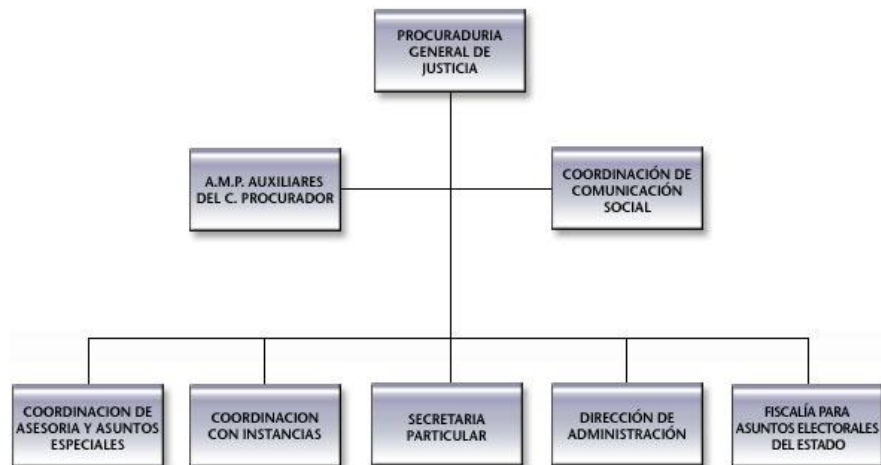 PROCURADURIA
GENERAL DE
JUSTICIA
A.M.P. AUXILIARES
DEL C. PROCURADOR
COORDINACIÓN DE
COMUNICACIÓN
SOCIAL
COORDINACION DE
ASESORIA Y ASUNTOS
ESPECIALES
COORDINACION
CON INSTANCIAS
SECRETARIA
PARTICULAR
DIRECCIÓN DE
ADMINISTRACIÓN
FISCALÍA PARA
ASUNTOS ELECTORALES
DEL ESTADO